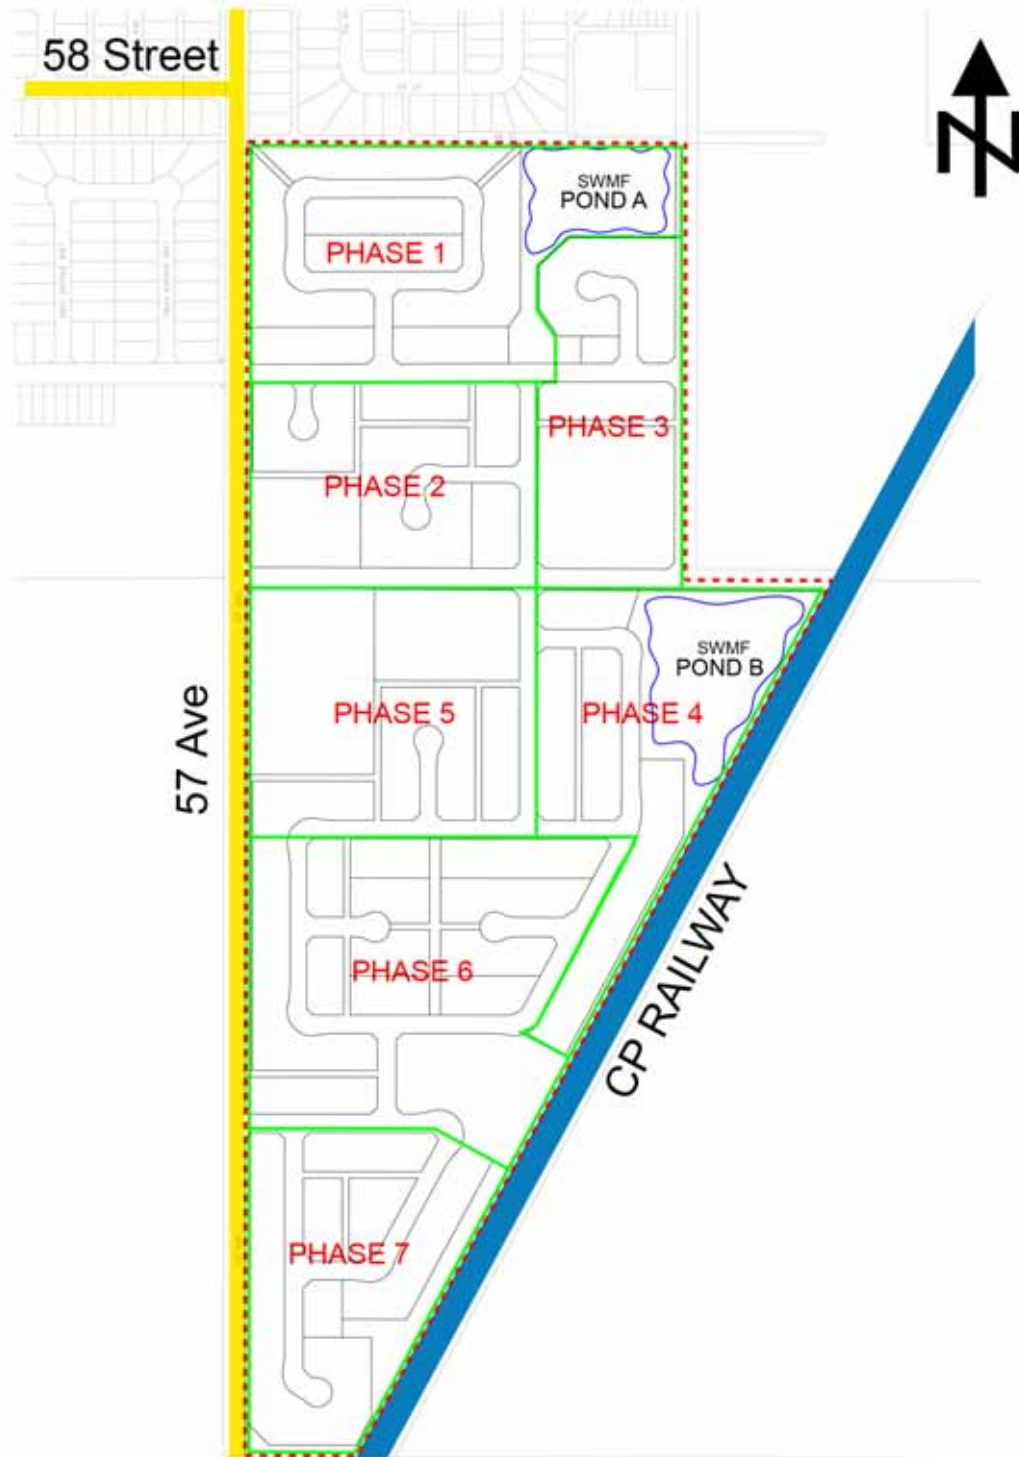 58 Street
N
SWMF
POND A
PHASE 1
PHASE 3
PHASE 2
SWMF
POND B
PHASE 5
PHASE 4
57 Ave
PHASE 6
CP RAILWAY
PHASE 7